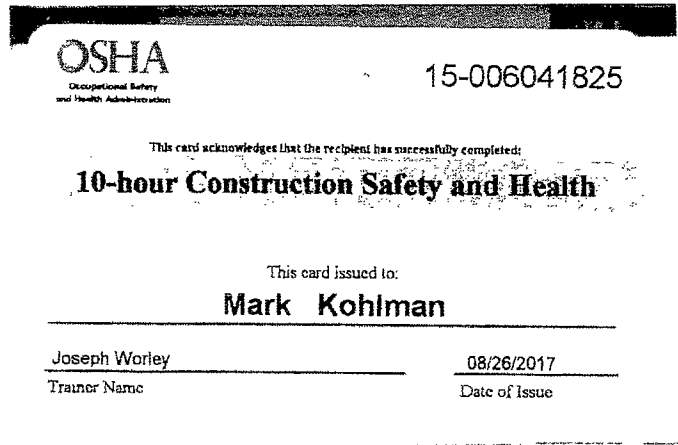 OSHA
Occupational Safety
and Health Administration
15-006041825
This card acknowledges that the recipient has successfully completed:
10-hour Construction Safety and Health
This card issued to:
Mark Kohlman
Joseph Worley
08/26/2017
Trainer Name
Date of Issue